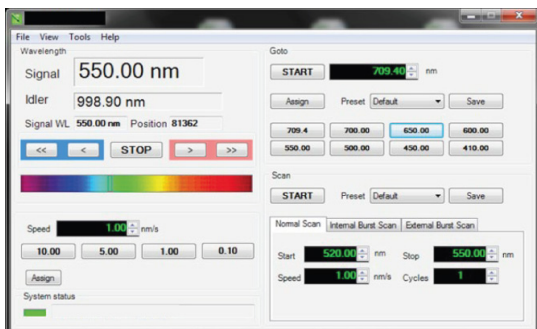 File View Tools Help
Wavelength
Signal 550.00 nm
Idler 998.90 nm
Signal WL 550.00 nm Position 81362
<< < STOP > >>
Speed 1.00 nm/s
10.00 5.00 1.00 0.10
Assign
System status
Goto
START 709.40 nm
Assign Preset Default Save
709.4 700.00 650.00 600.00
550.00 500.00 450.00 410.00
Scan
START Preset Default Save
Normal Scan Internal Burst Scan External Burst Scan
Start 520.00 nm Stop 550.00 nm
Speed 1.00 nm/s Cycles 1